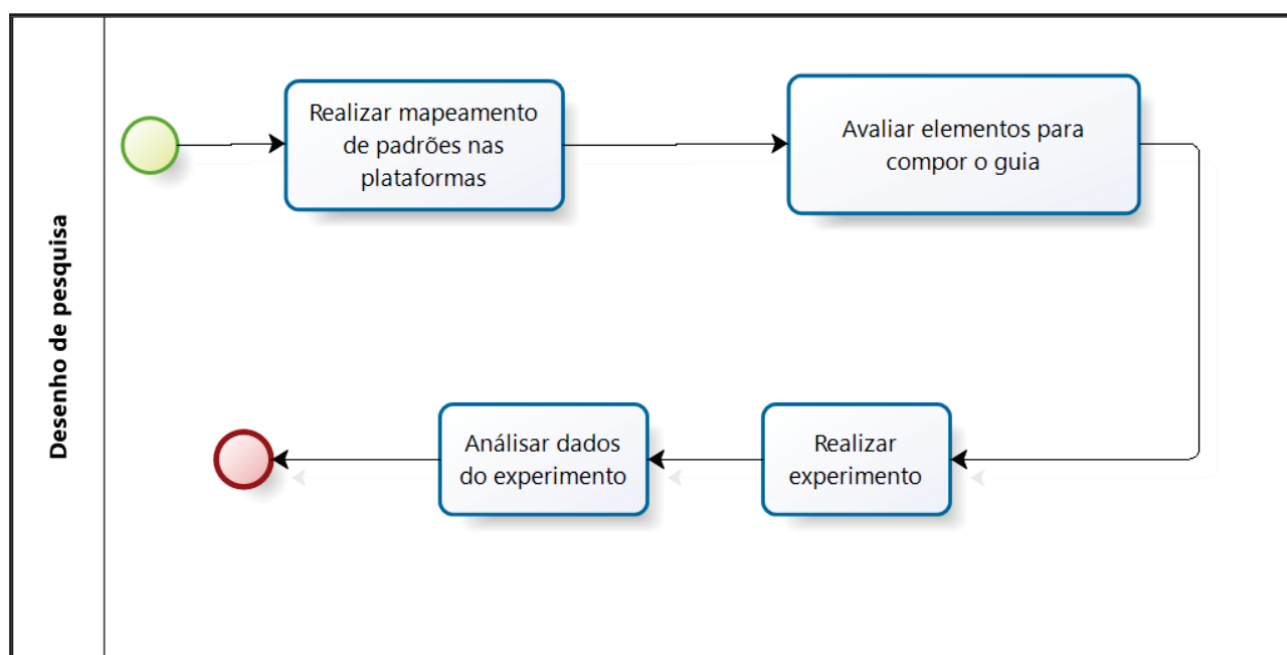 Desenho de pesquisa
Realizar mapeamento
de padrões nas
plataformas
Avaliar elementos para
compor o guia
Análisar dados
do experimento
Realizar
experimento